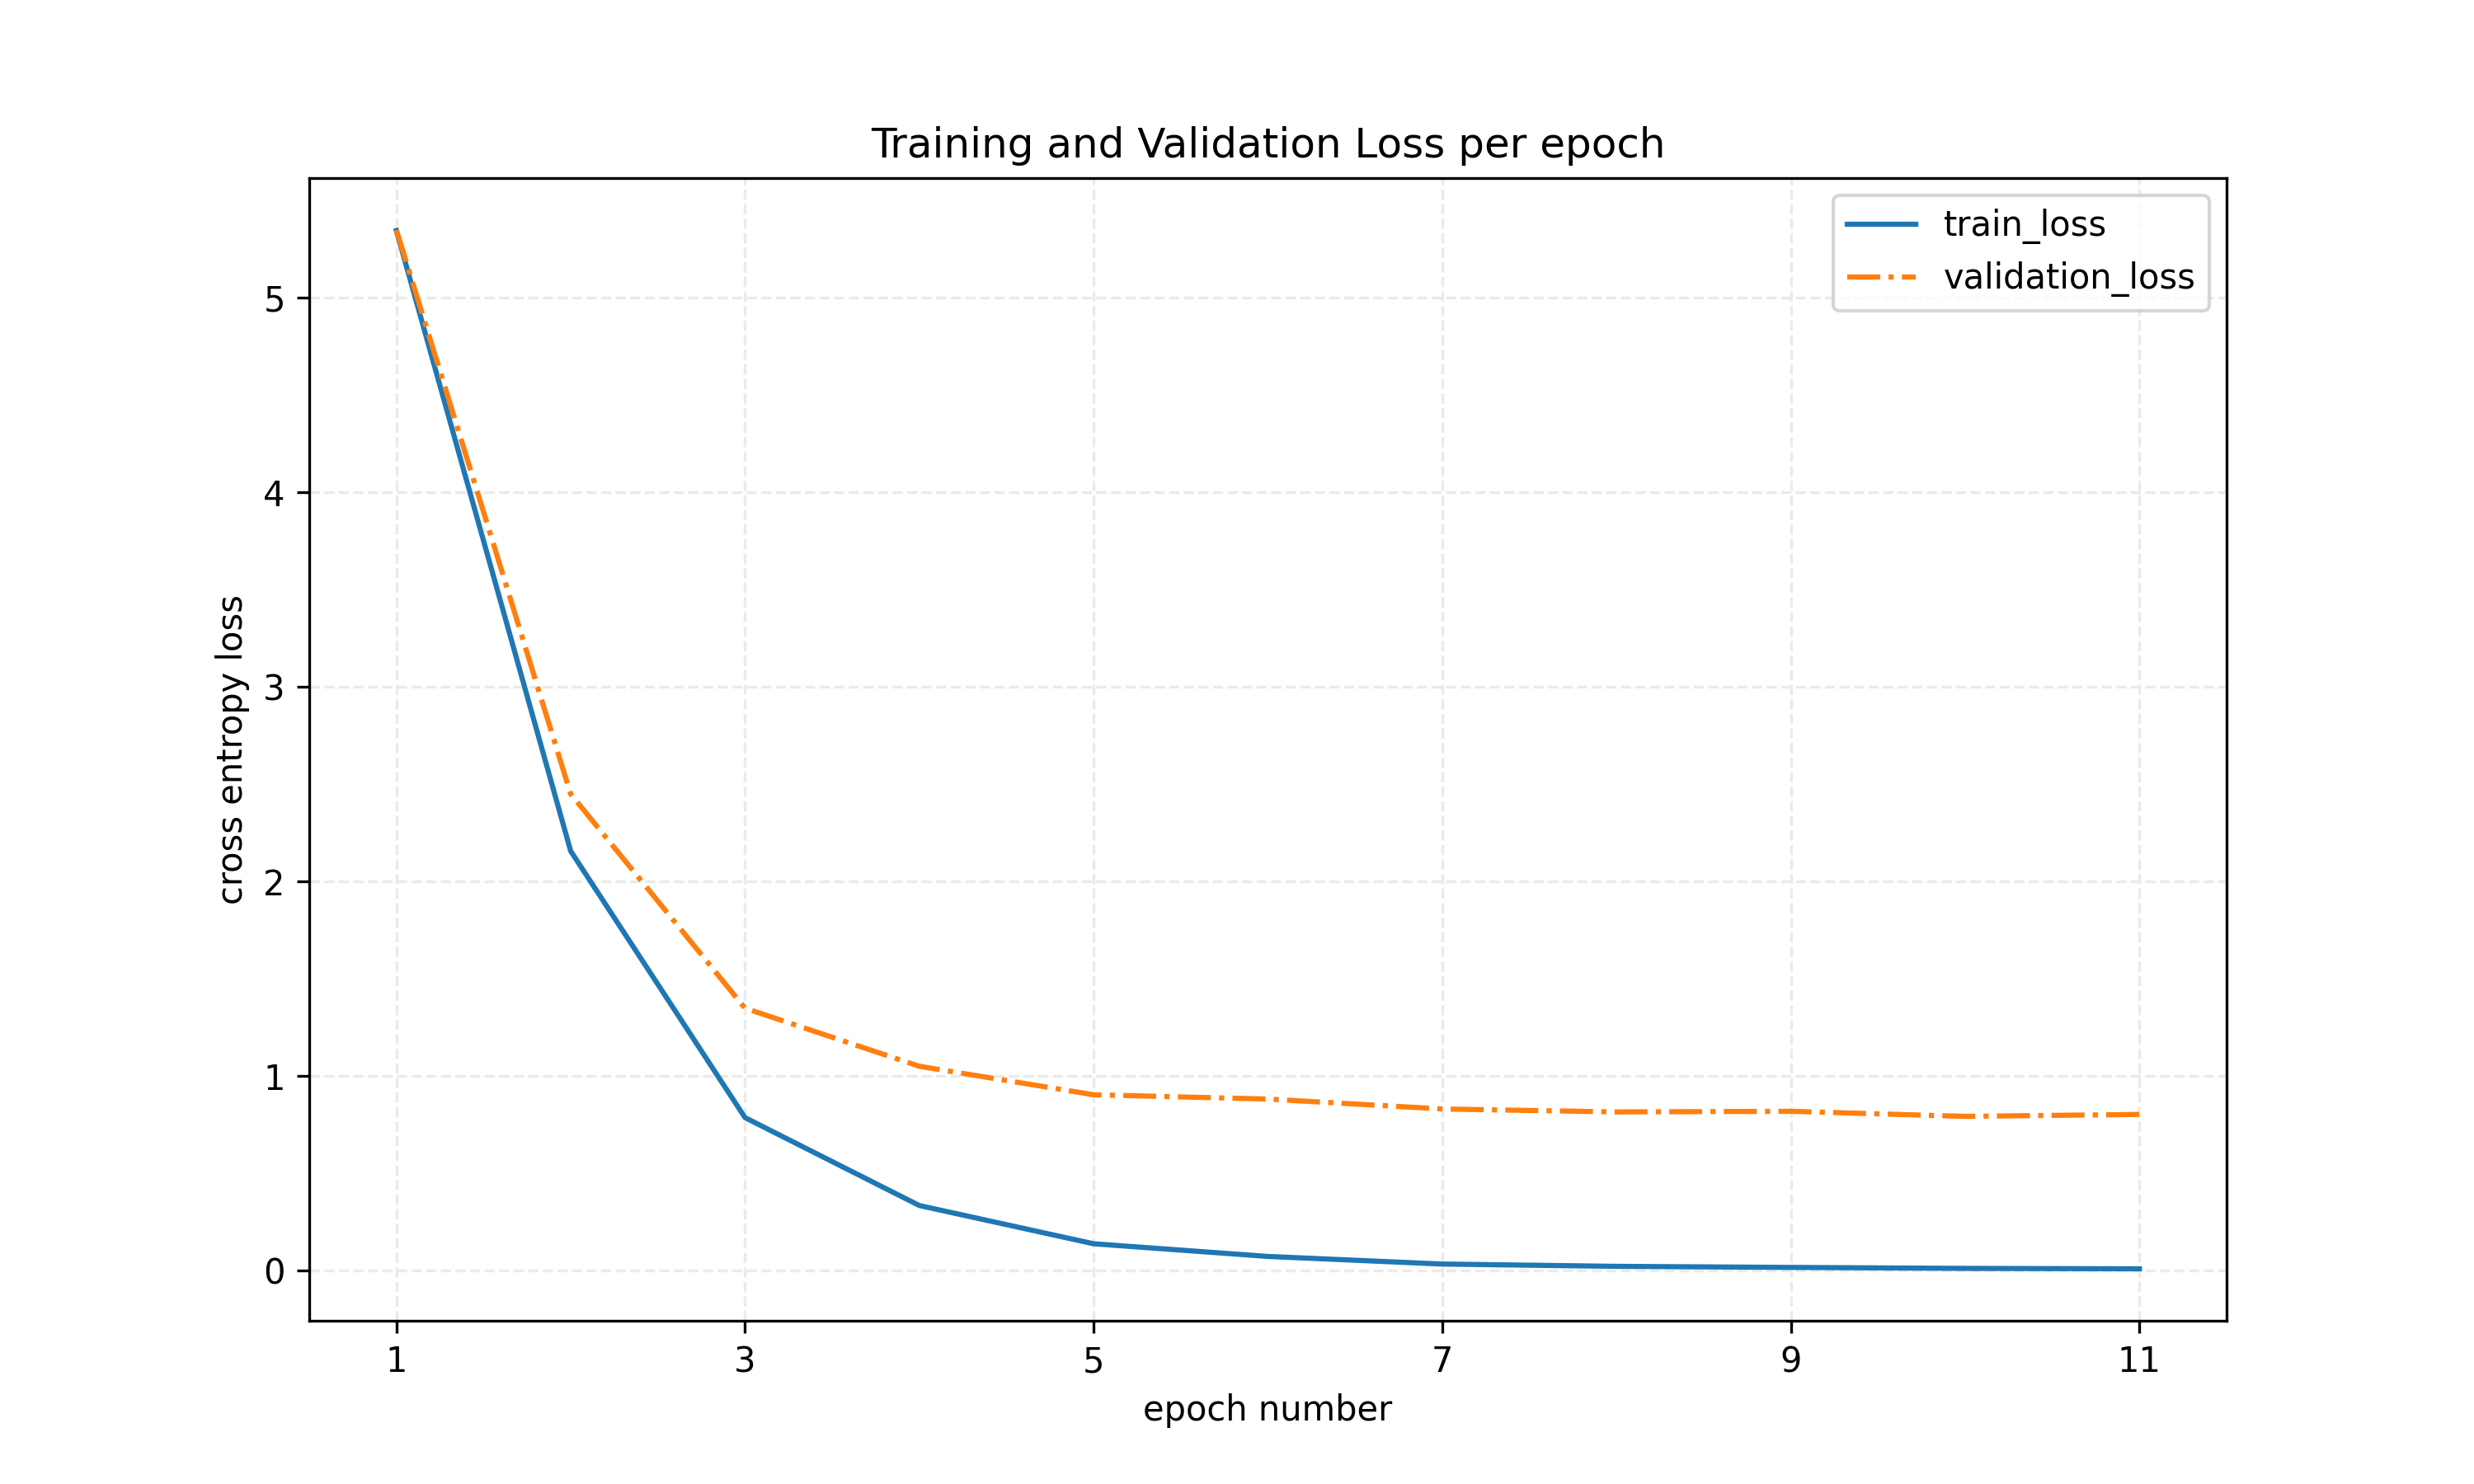 Training and Validation Loss per epoch
train_loss
validation_loss
cross entropy loss
5
4
3
2
1
0
1 3 5 7 9 11
epoch number